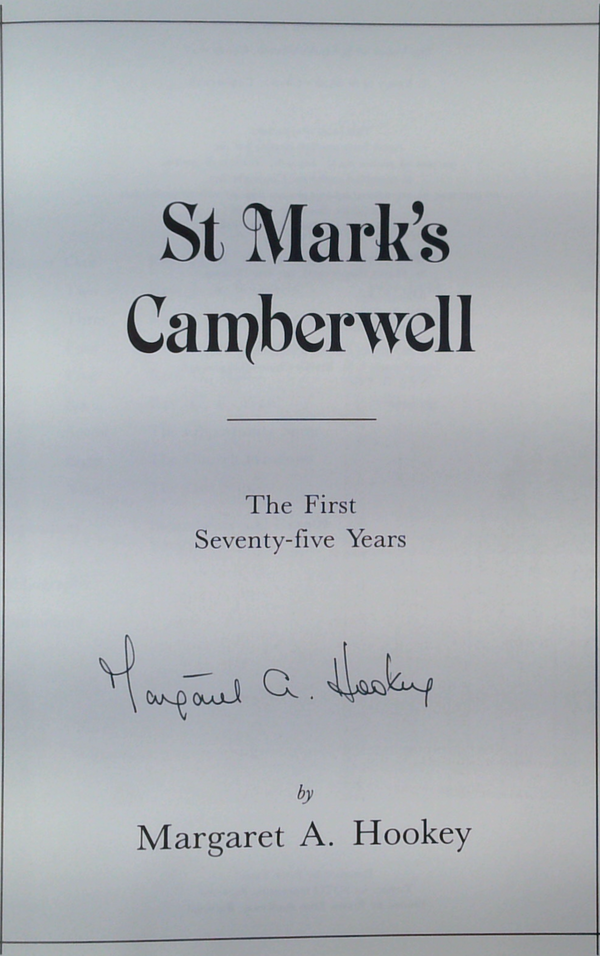 St Mark's
Camberwell
The First
Seventy-five Years
Margaret A. Hookey
by
Margaret A. Hookey